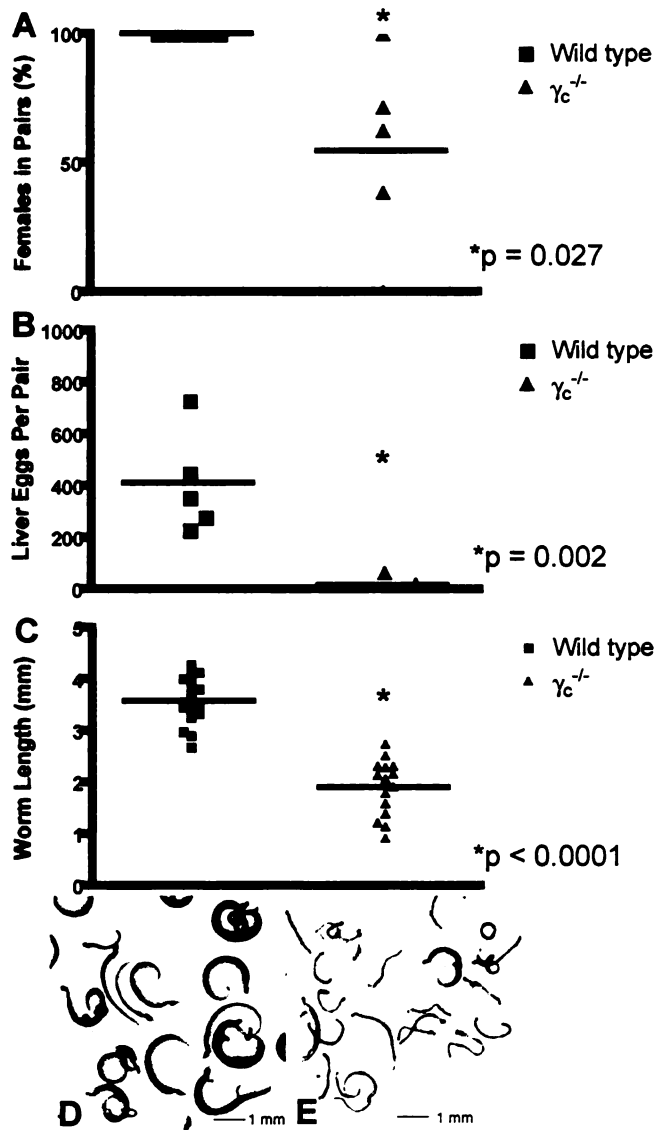 A
Females in Pairs (%)
100
50
0
*
Wild type
γc-/-
*p = 0.027
B
Liver Eggs Per Pair
1000
800
600
400
200
0
*
Wild type
γc-/-
*p = 0.002
C
Worm Length (mm)
5
4
3
2
1
0
*
Wild type
γc-/-
*p < 0.0001
D
1 mm
E
1 mm